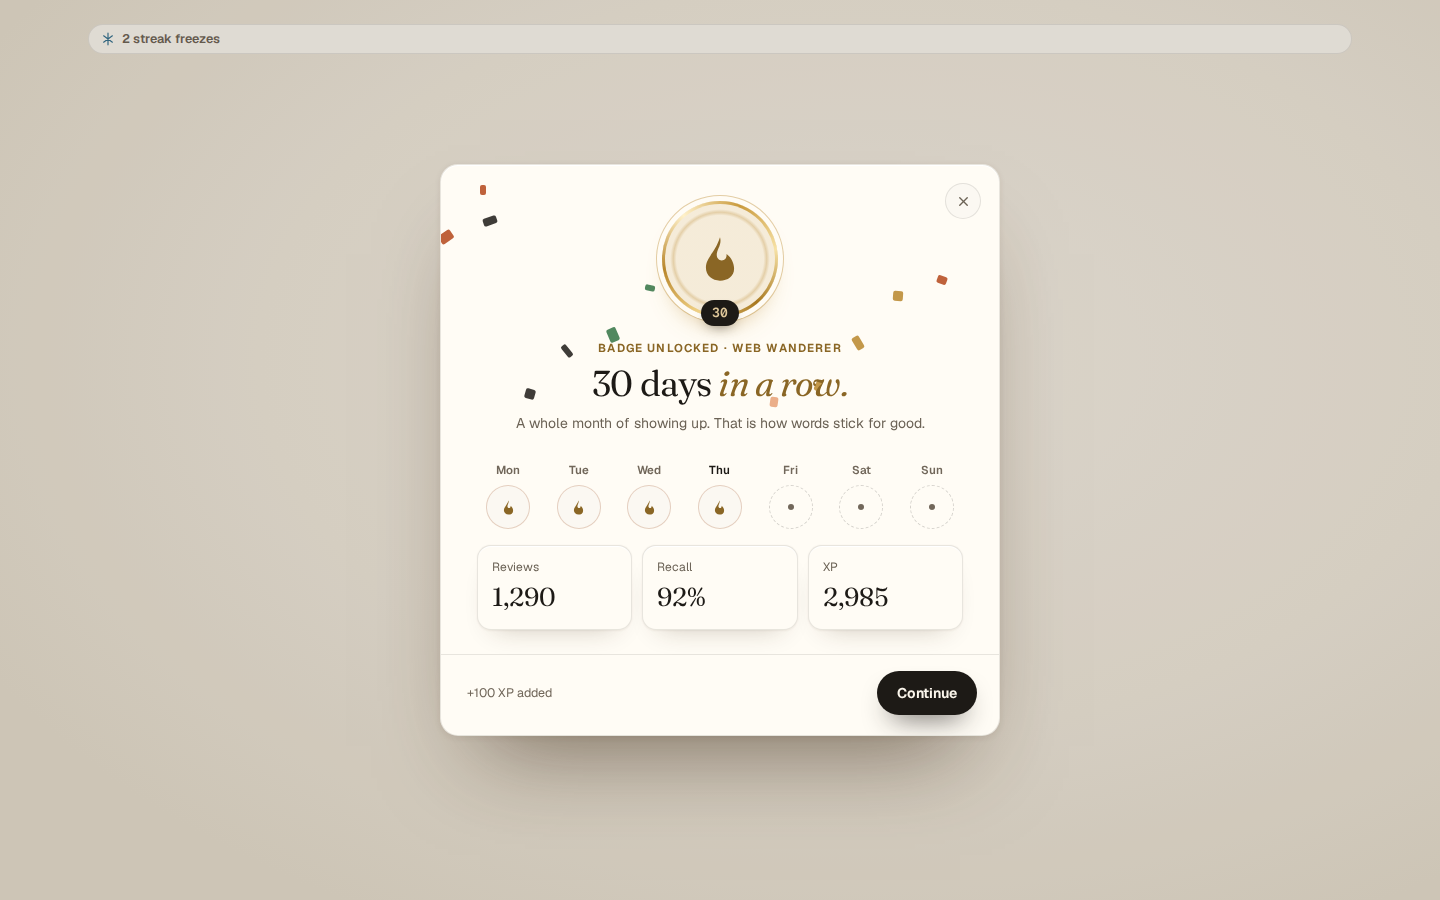 2 streak freezes
30
BADGE UNLOCKED · WEB WANDERER
30 days in a row.
A whole month of showing up. That is how words stick for good.
Mon Tue Wed Thu Fri Sat Sun
Reviews Recall XP
1,290 92% 2,985
+100 XP added
Continue